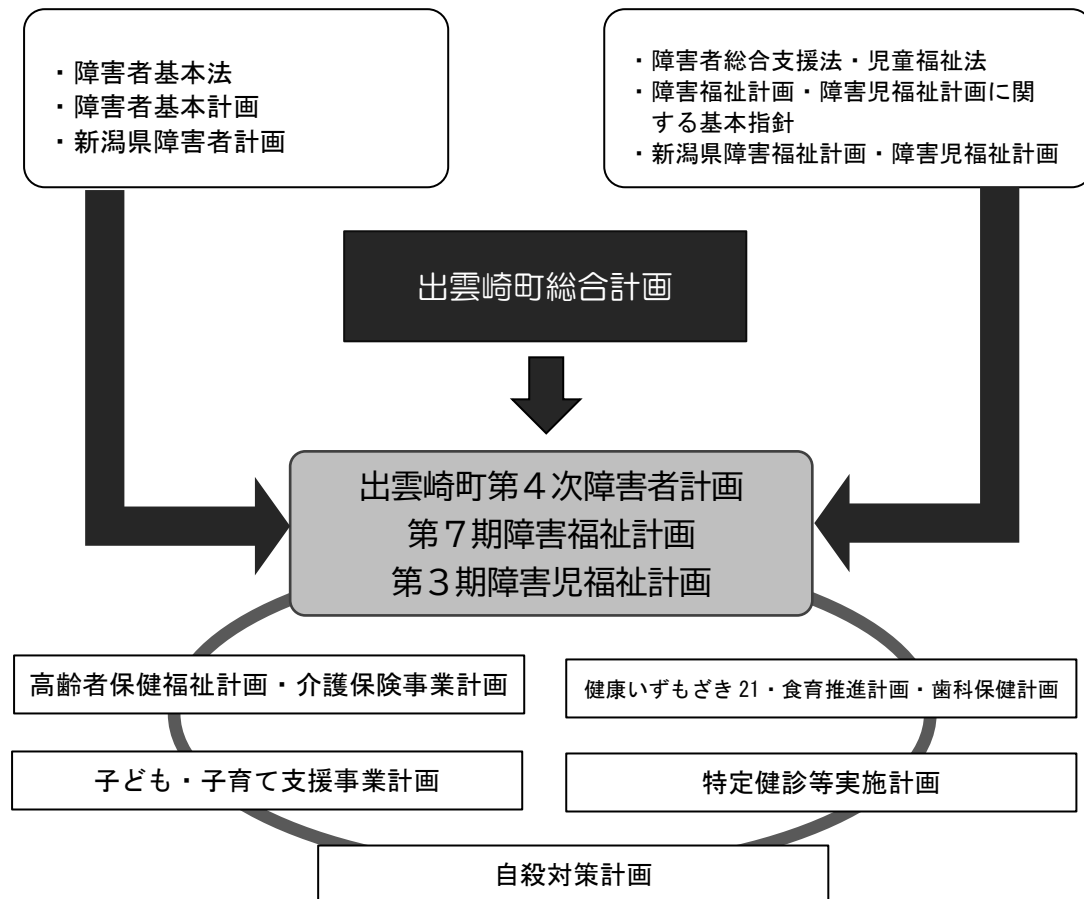 ・障害者基本法
・障害者基本計画
・新潟県障害者計画
・障害者総合支援法・児童福祉法
・障害福祉計画・障害児福祉計画に関
する基本指針
・新潟県障害福祉計画・障害児福祉計画
出雲崎町総合計画
出雲崎町第４次障害者計画
第７期障害福祉計画
第３期障害児福祉計画
高齢者保健福祉計画・介護保険事業計画
健康いずもざき21・食育推進計画・歯科保健計画
子ども・子育て支援事業計画
特定健診等実施計画
自殺対策計画